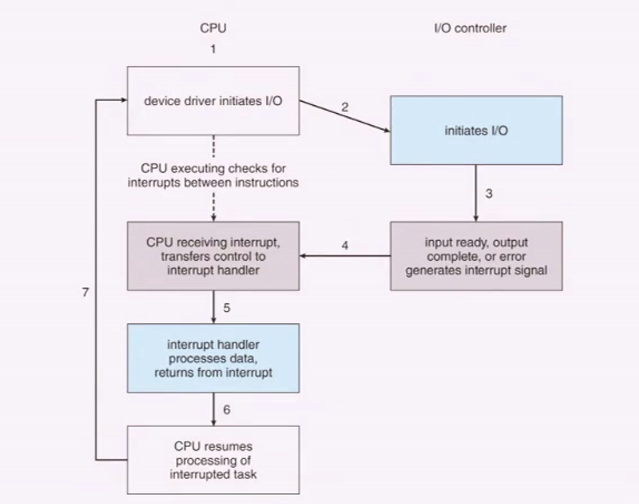 CPU
I/O controller
1
device driver initiates I/O
2
initiates I/O
CPU executing checks for
interrupts between instructions
3
CPU receiving interrupt,
transfers control to
interrupt handler
4
input ready, output
complete, or error
generates interrupt signal
7
5
interrupt handler
processes data,
returns from interrupt
6
CPU resumes
processing of
interrupted task